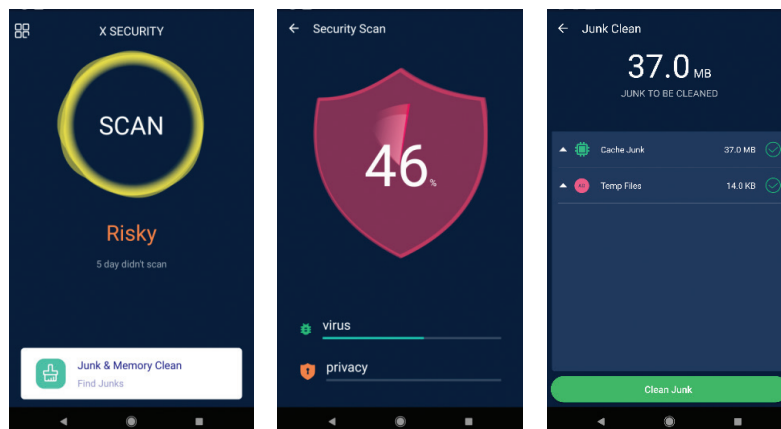 X SECURITY
SCAN
Risky
5 day didn't scan
Junk & Memory Clean
Find Junks
Security Scan
46%
virus
privacy
Junk Clean
37.0 MB
JUNK TO BE CLEANED
Cache Junk 37.0 MB
Temp Files 14.0 KB
Clean Junk